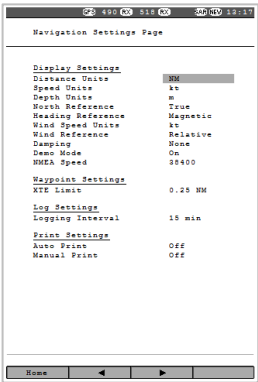 490 RX 518 RX 13:17
Navigation Settings Page
Display Settings
Distance Units NM
Speed Units kt
Depth Units m
North Reference True
Heading Reference Magnetic
Wind Speed Units kt
Wind Reference Relative
Damping None
Demo Mode On
NMEA Speed 38400
Waypoint Settings
XTE Limit 0.25 NM
Log Settings
Logging Interval 15 min
Print Settings
Auto Print Off
Manual Print Off
Home ◄ ►